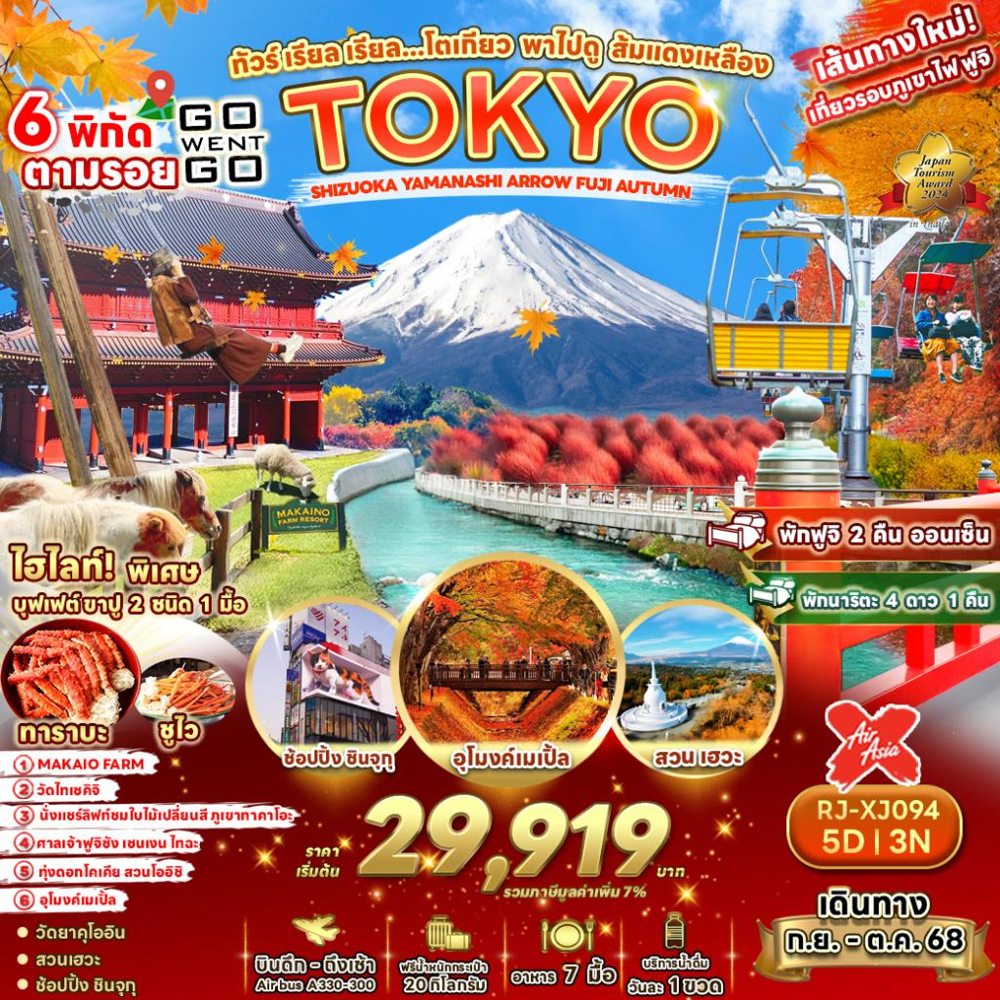 ทัวร์ เรียล เรียล...โตเกียว พาไปดู ส้มแดงเหลือง
TOKYO
SHIZUOKA YAMANASHI ARROW FUJI AUTUMN
เส้นทางใหม่!
เที่ยวรอบภูเขาไฟ ฟูจิ
6 พิกัด
ตามรอย
GO
WENT
GO
Japan
Tourism
Award
2024
in Thailand
MAKAINO
FARM RESORT
พักฟูจิ 2 คืน ออนเซ็น
พักนาริตะ 4 ดาว 1 คืน
ไฮไลท์! พิเศษ
บุฟเฟต์ขาปู 2 ชนิด 1 มื้อ
ทาราบะ
ซูไว
ช้อปปิ้ง ชินจุกุ
อุโมงค์เมเปิ้ล
สวน เฮวะ
1 MAKAIO FARM
2 วัดไทเซคิจิ
3 นั่งแชร์ลิฟท์ชมใบไม้เปลี่ยนสี ภูเขาทาคาโอะ
4 ศาลเจ้าฟูจิซัง เซนเงน ไทฉะ
5 ทุ่งดอกโคเคีย สวนโออิชิ
6 อุโมงค์เมเปิ้ล
วัดยาคุโออิน
สวนเฮวะ
ช้อปปิ้ง ชินจุกุ
ราคา
เริ่มต้น
29,919 บาท
รวมภาษีมูลค่าเพิ่ม 7%
Air
Asia
X
RJ-XJ094
5D | 3N
เดินทาง
ก.ย. - ต.ค. 68
บินดึก - ถึงเช้า
Airbus A330-300
ฟรีน้ำหนักกระเป๋า
20 กิโลกรัม
อาหาร 7 มื้อ
บริการน้ำดื่ม
วันละ 1 ขวด